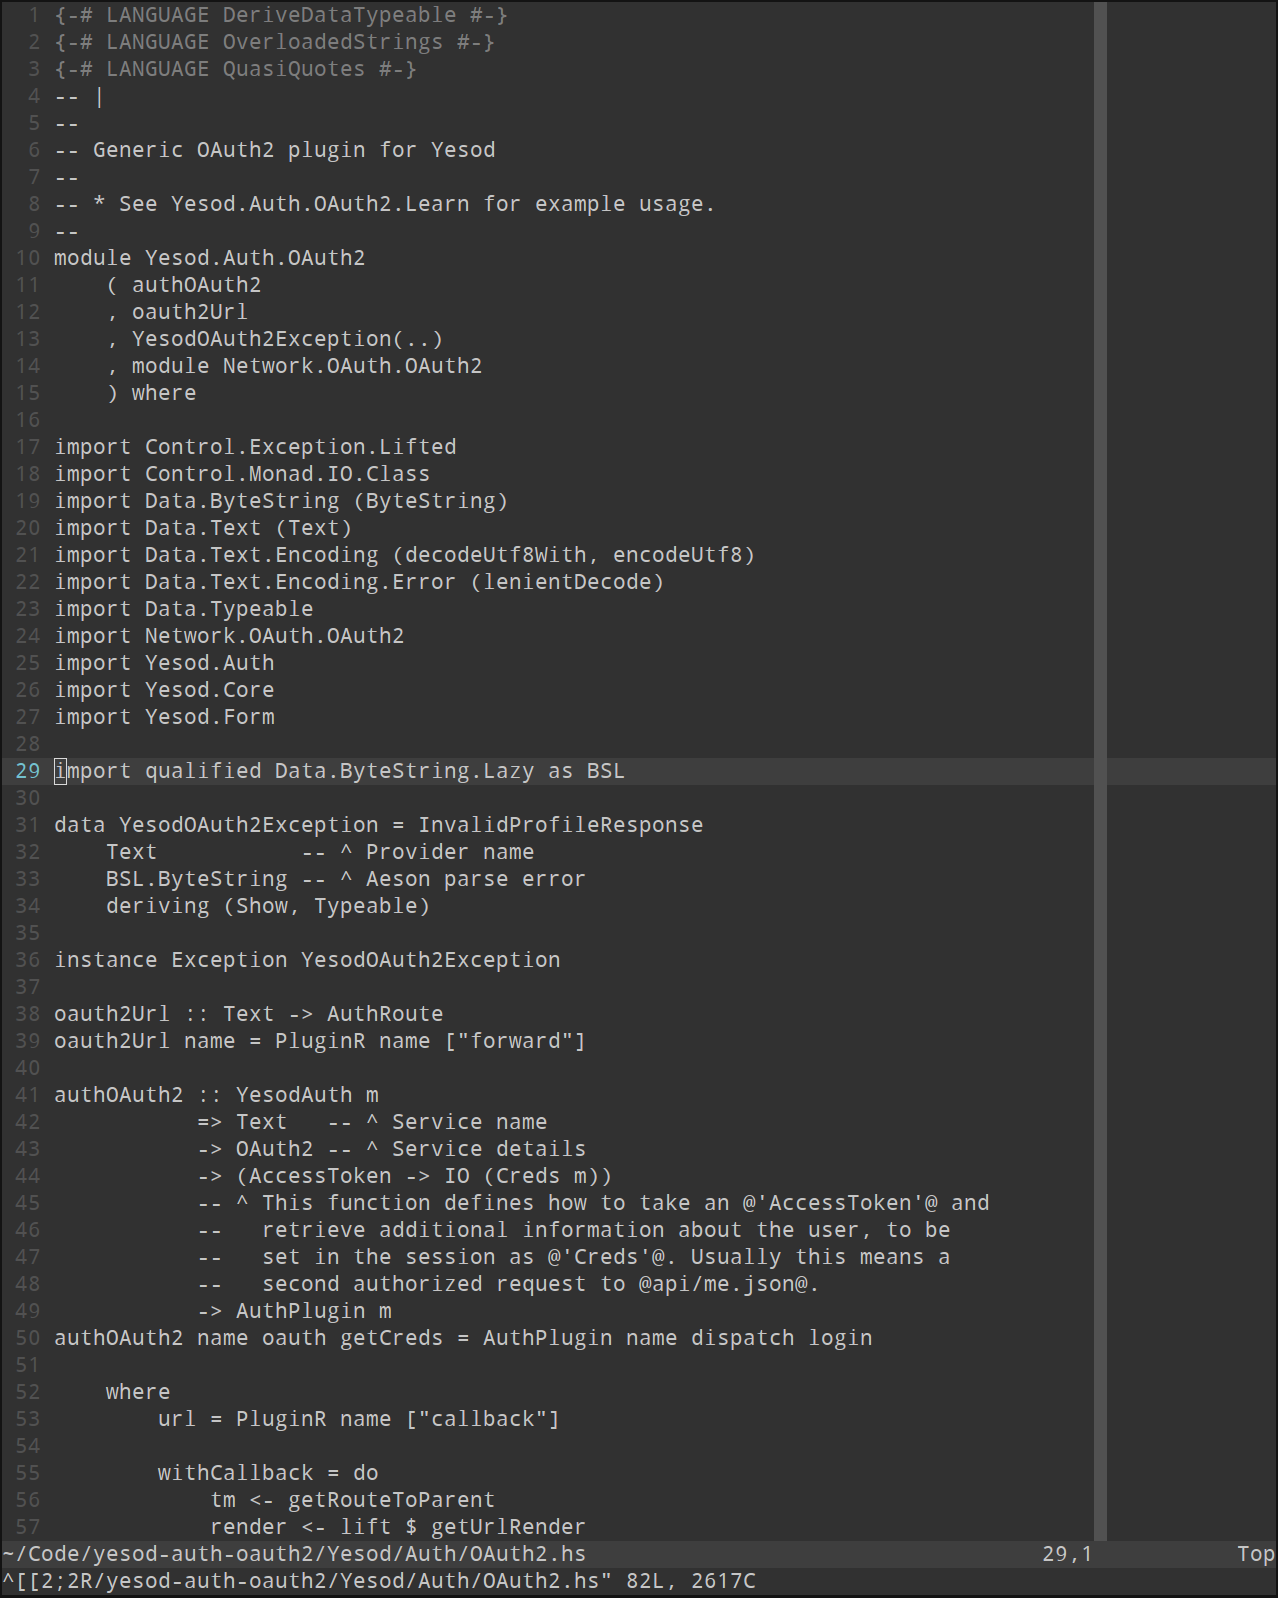 1 {-# LANGUAGE DeriveDataTypeable #-}
2 {-# LANGUAGE OverloadedStrings #-}
3 {-# LANGUAGE QuasiQuotes #-}
4 -- |
5 --
6 -- Generic OAuth2 plugin for Yesod
7 --
8 -- * See Yesod.Auth.OAuth2.Learn for example usage.
9 --
10 module Yesod.Auth.OAuth2
11     ( authOAuth2
12     , oauth2Url
13     , YesodOAuth2Exception(..)
14     , module Network.OAuth.OAuth2
15     ) where
16
17 import Control.Exception.Lifted
18 import Control.Monad.IO.Class
19 import Data.ByteString (ByteString)
20 import Data.Text (Text)
21 import Data.Text.Encoding (decodeUtf8With, encodeUtf8)
22 import Data.Text.Encoding.Error (lenientDecode)
23 import Data.Typeable
24 import Network.OAuth.OAuth2
25 import Yesod.Auth
26 import Yesod.Core
27 import Yesod.Form
28
29 import qualified Data.ByteString.Lazy as BSL
30
31 data YesodOAuth2Exception = InvalidProfileResponse
32     Text           -- ^ Provider name
33     BSL.ByteString -- ^ Aeson parse error
34     deriving (Show, Typeable)
35
36 instance Exception YesodOAuth2Exception
37
38 oauth2Url :: Text -> AuthRoute
39 oauth2Url name = PluginR name ["forward"]
40
41 authOAuth2 :: YesodAuth m
42            => Text   -- ^ Service name
43            -> OAuth2 -- ^ Service details
44            -> (AccessToken -> IO (Creds m))
45            -- ^ This function defines how to take an @'AccessToken'@ and
46            --   retrieve additional information about the user, to be
47            --   set in the session as @'Creds'@. Usually this means a
48            --   second authorized request to @api/me.json@.
49            -> AuthPlugin m
50 authOAuth2 name oauth getCreds = AuthPlugin name dispatch login
51
52     where
53         url = PluginR name ["callback"]
54
55         withCallback = do
56             tm <- getRouteToParent
57             render <- lift $ getUrlRender
~/Code/yesod-auth-oauth2/Yesod/Auth/OAuth2.hs 29,1 Top
^[[2;2R/yesod-auth-oauth2/Yesod/Auth/OAuth2.hs" 82L, 2617C